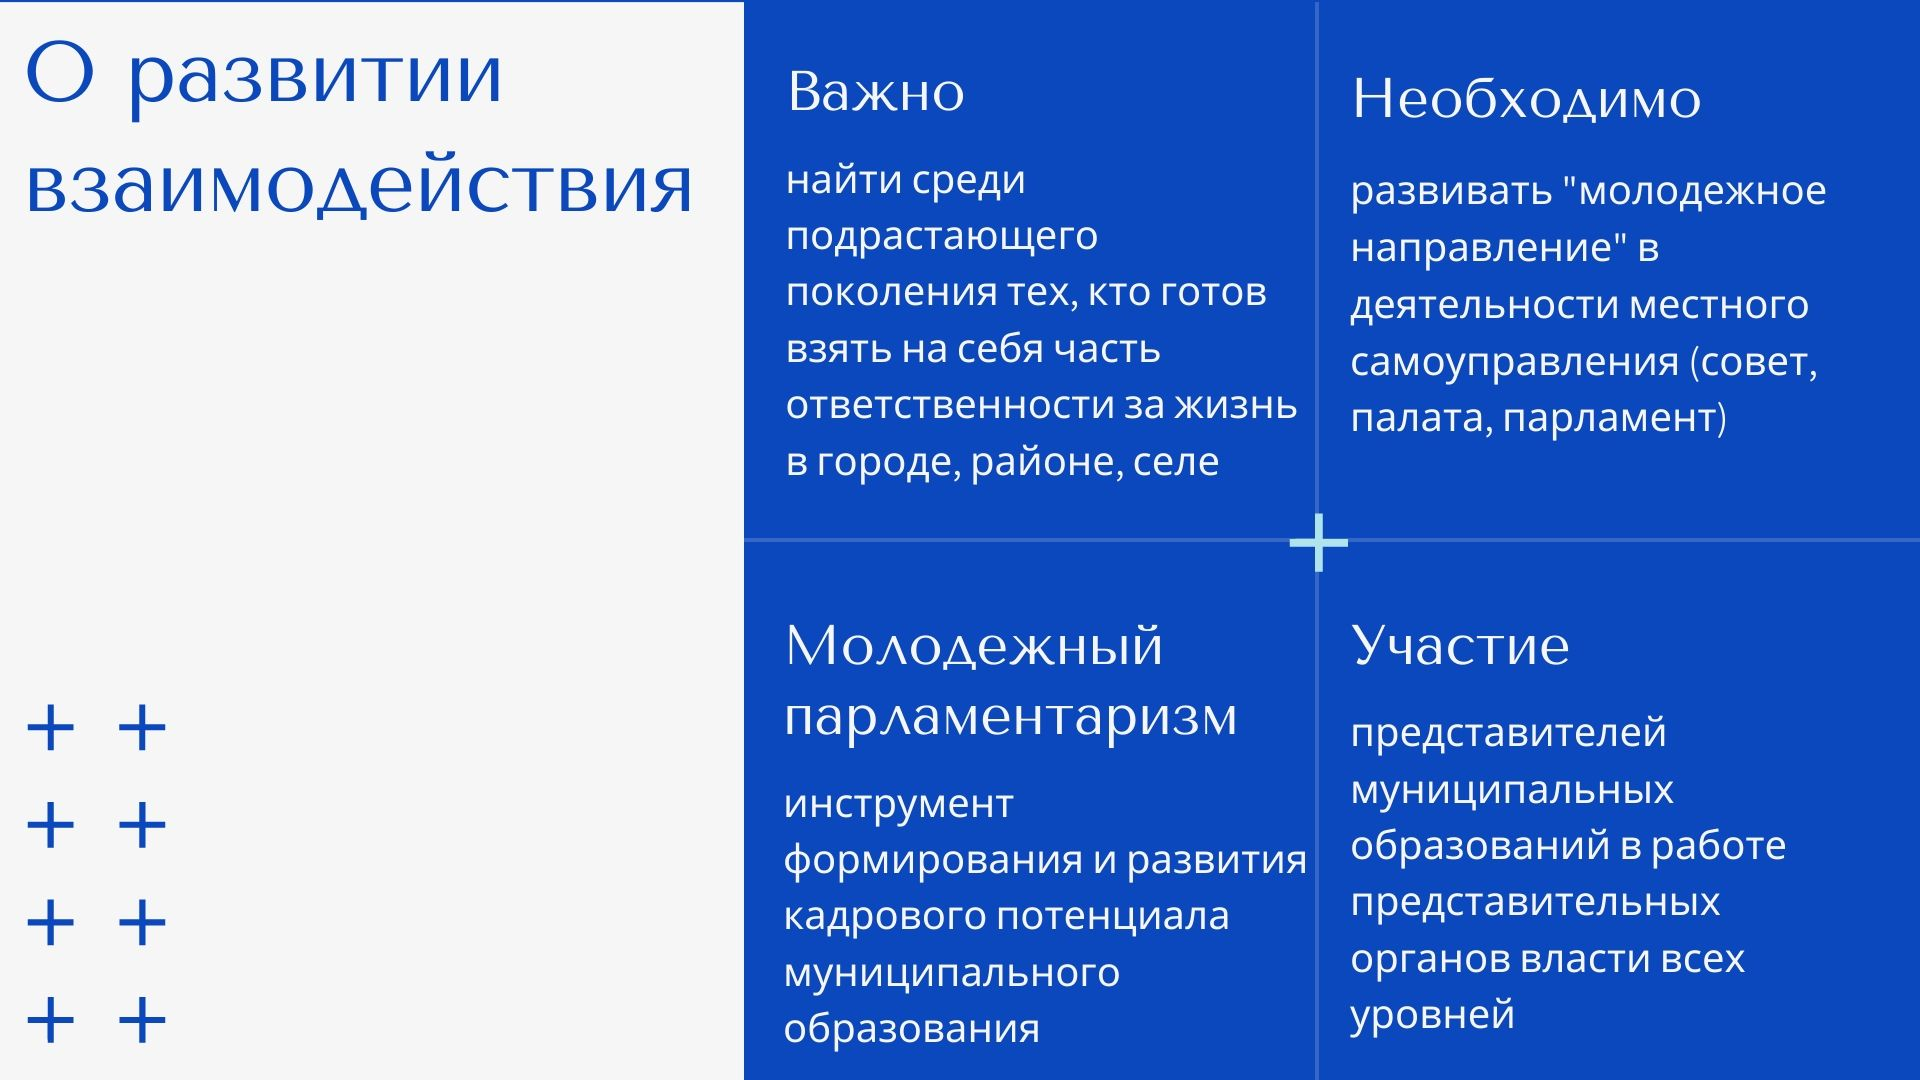 О развитии
взаимодействия
Важно
найти среди
подрастающего
поколения тех, кто готов
взять на себя часть
ответственности за жизнь
в городе, районе, селе
Необходимо
развивать "молодежное
направление" в
деятельности местного
самоуправления (совет,
палата, парламент)
Молодежный
парламентаризм
инструмент
формирования и развития
кадрового потенциала
муниципального
образования
Участие
представителей
муниципальных
образований в работе
представительных
органов власти всех
уровней